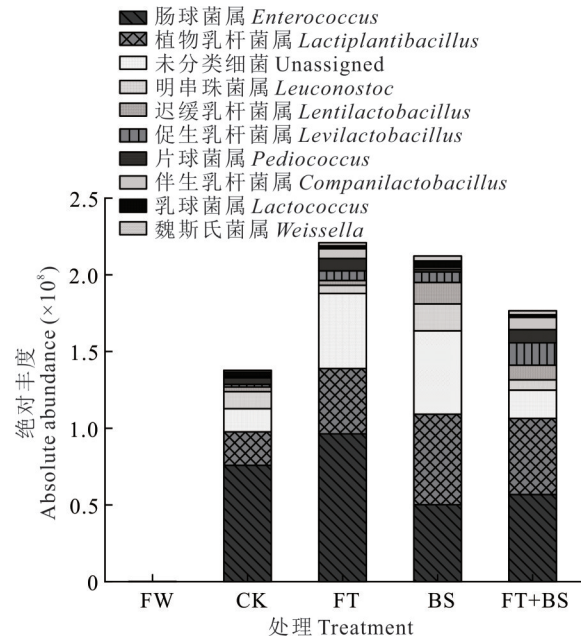 肠球菌属 Enterococcus
植物乳杆菌属 Lactiplantibacillus
未分类细菌 Unassigned
明串珠菌属 Leuconostoc
迟缓乳杆菌属 Lentilactobacillus
促生乳杆菌属 Levilactobacillus
片球菌属 Pediococcus
伴生乳杆菌属 Companilactobacillus
乳球菌属 Lactococcus
魏斯氏菌属 Weissella
绝对丰度
Absolute abundance (×10⁸)
2.5
2.0
1.5
1.0
0.5
0
FW CK FT BS FT+BS
处理 Treatment